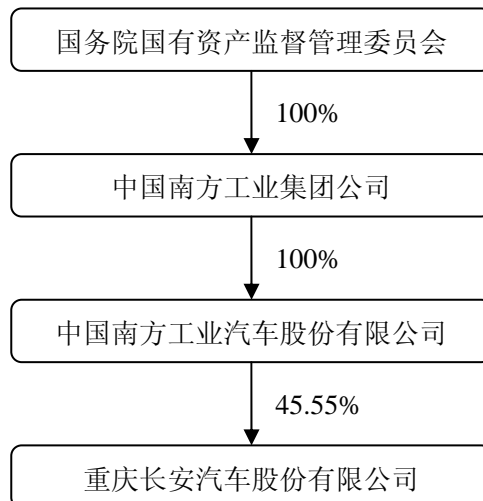 国务院国有资产监督管理委员会
100%
中国南方工业集团公司
100%
中国南方工业汽车股份有限公司
45.55%
重庆长安汽车股份有限公司